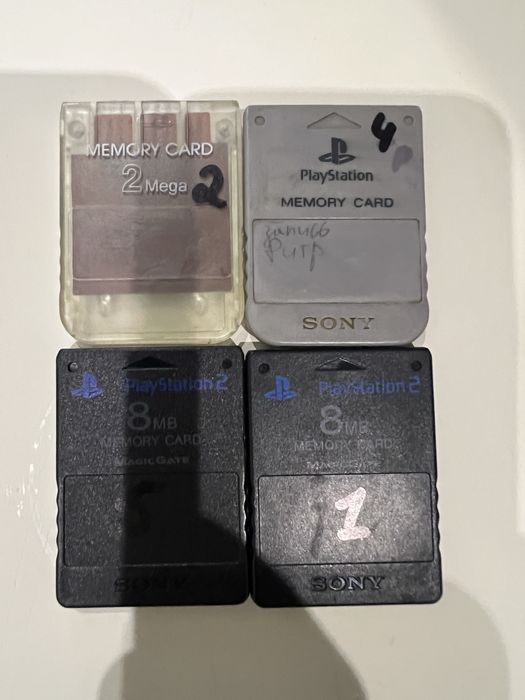 MEMORY CARD
2 Mega
2
4
PlayStation
MEMORY CARD
SONY
PlayStation 2
8MB
MEMORY CARD
MAGICGATE
SONY
PlayStation 2
8MB
MEMORY CARD
MAGICGATE
1
SONY